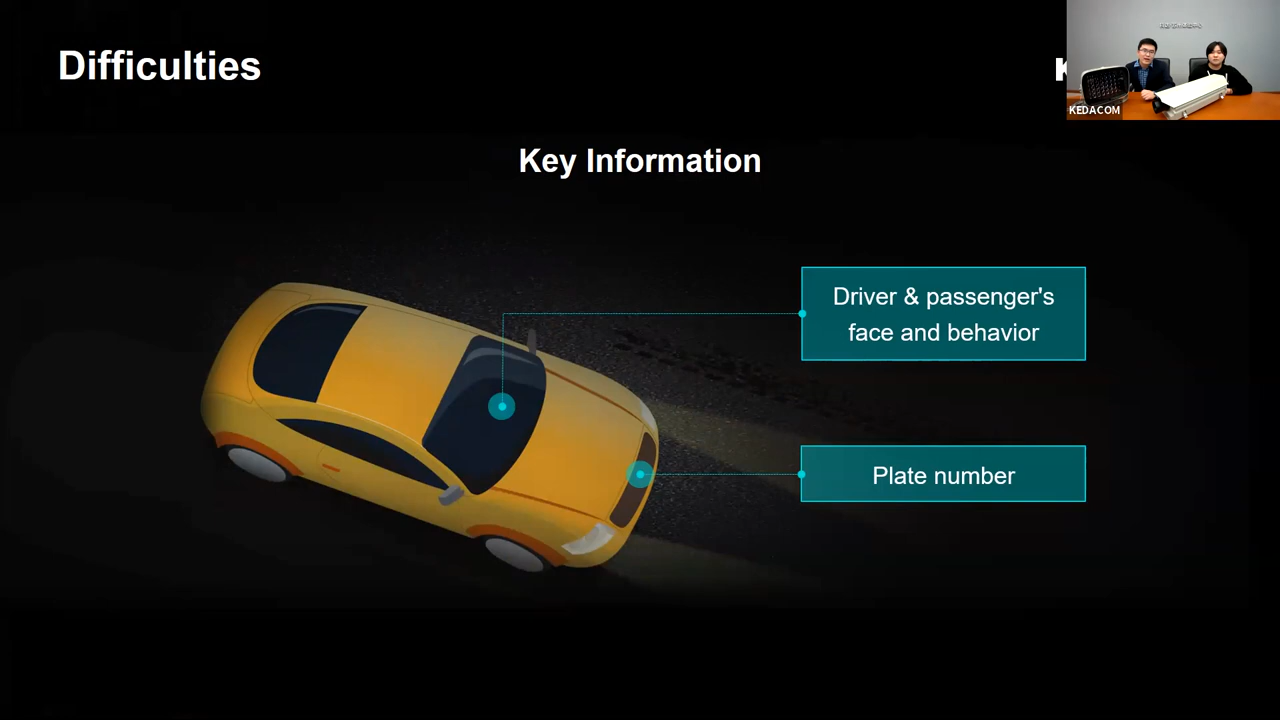 Difficulties
KEDACOM
Key Information
Driver & passenger's
face and behavior
Plate number